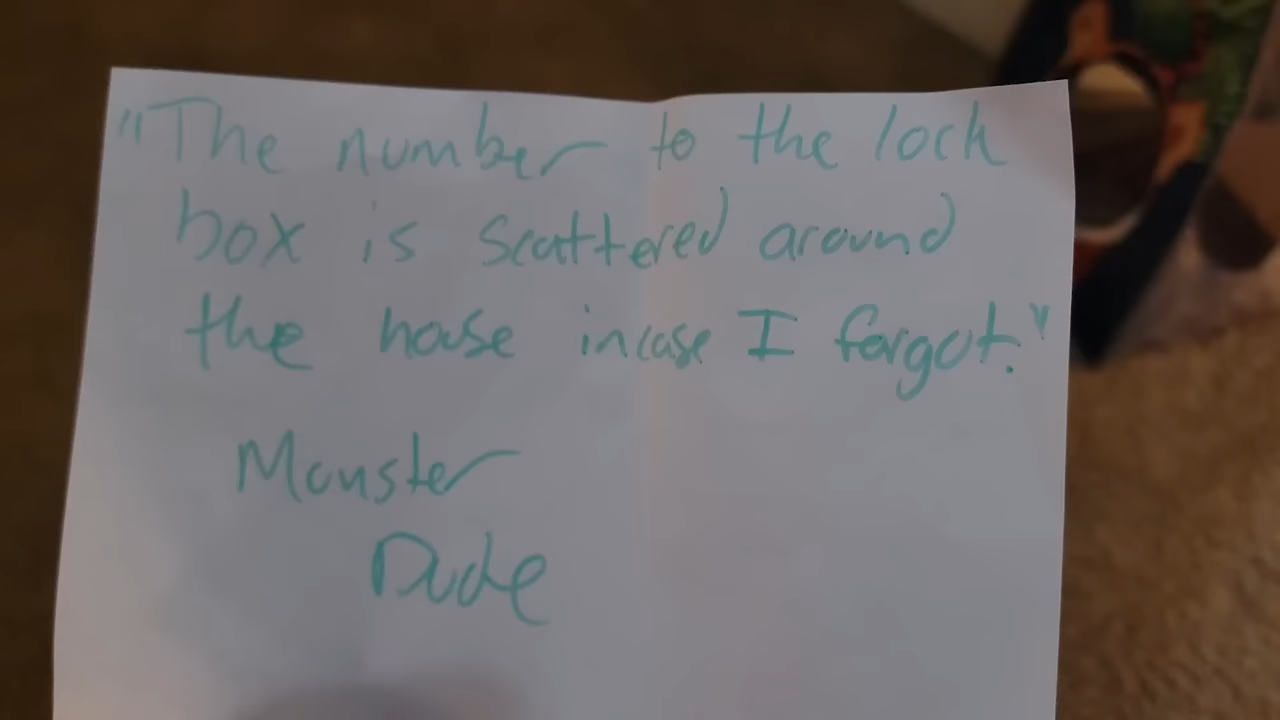 "The number to the lock
box is scattered around
the house incase I forgot."
Monster
Dude